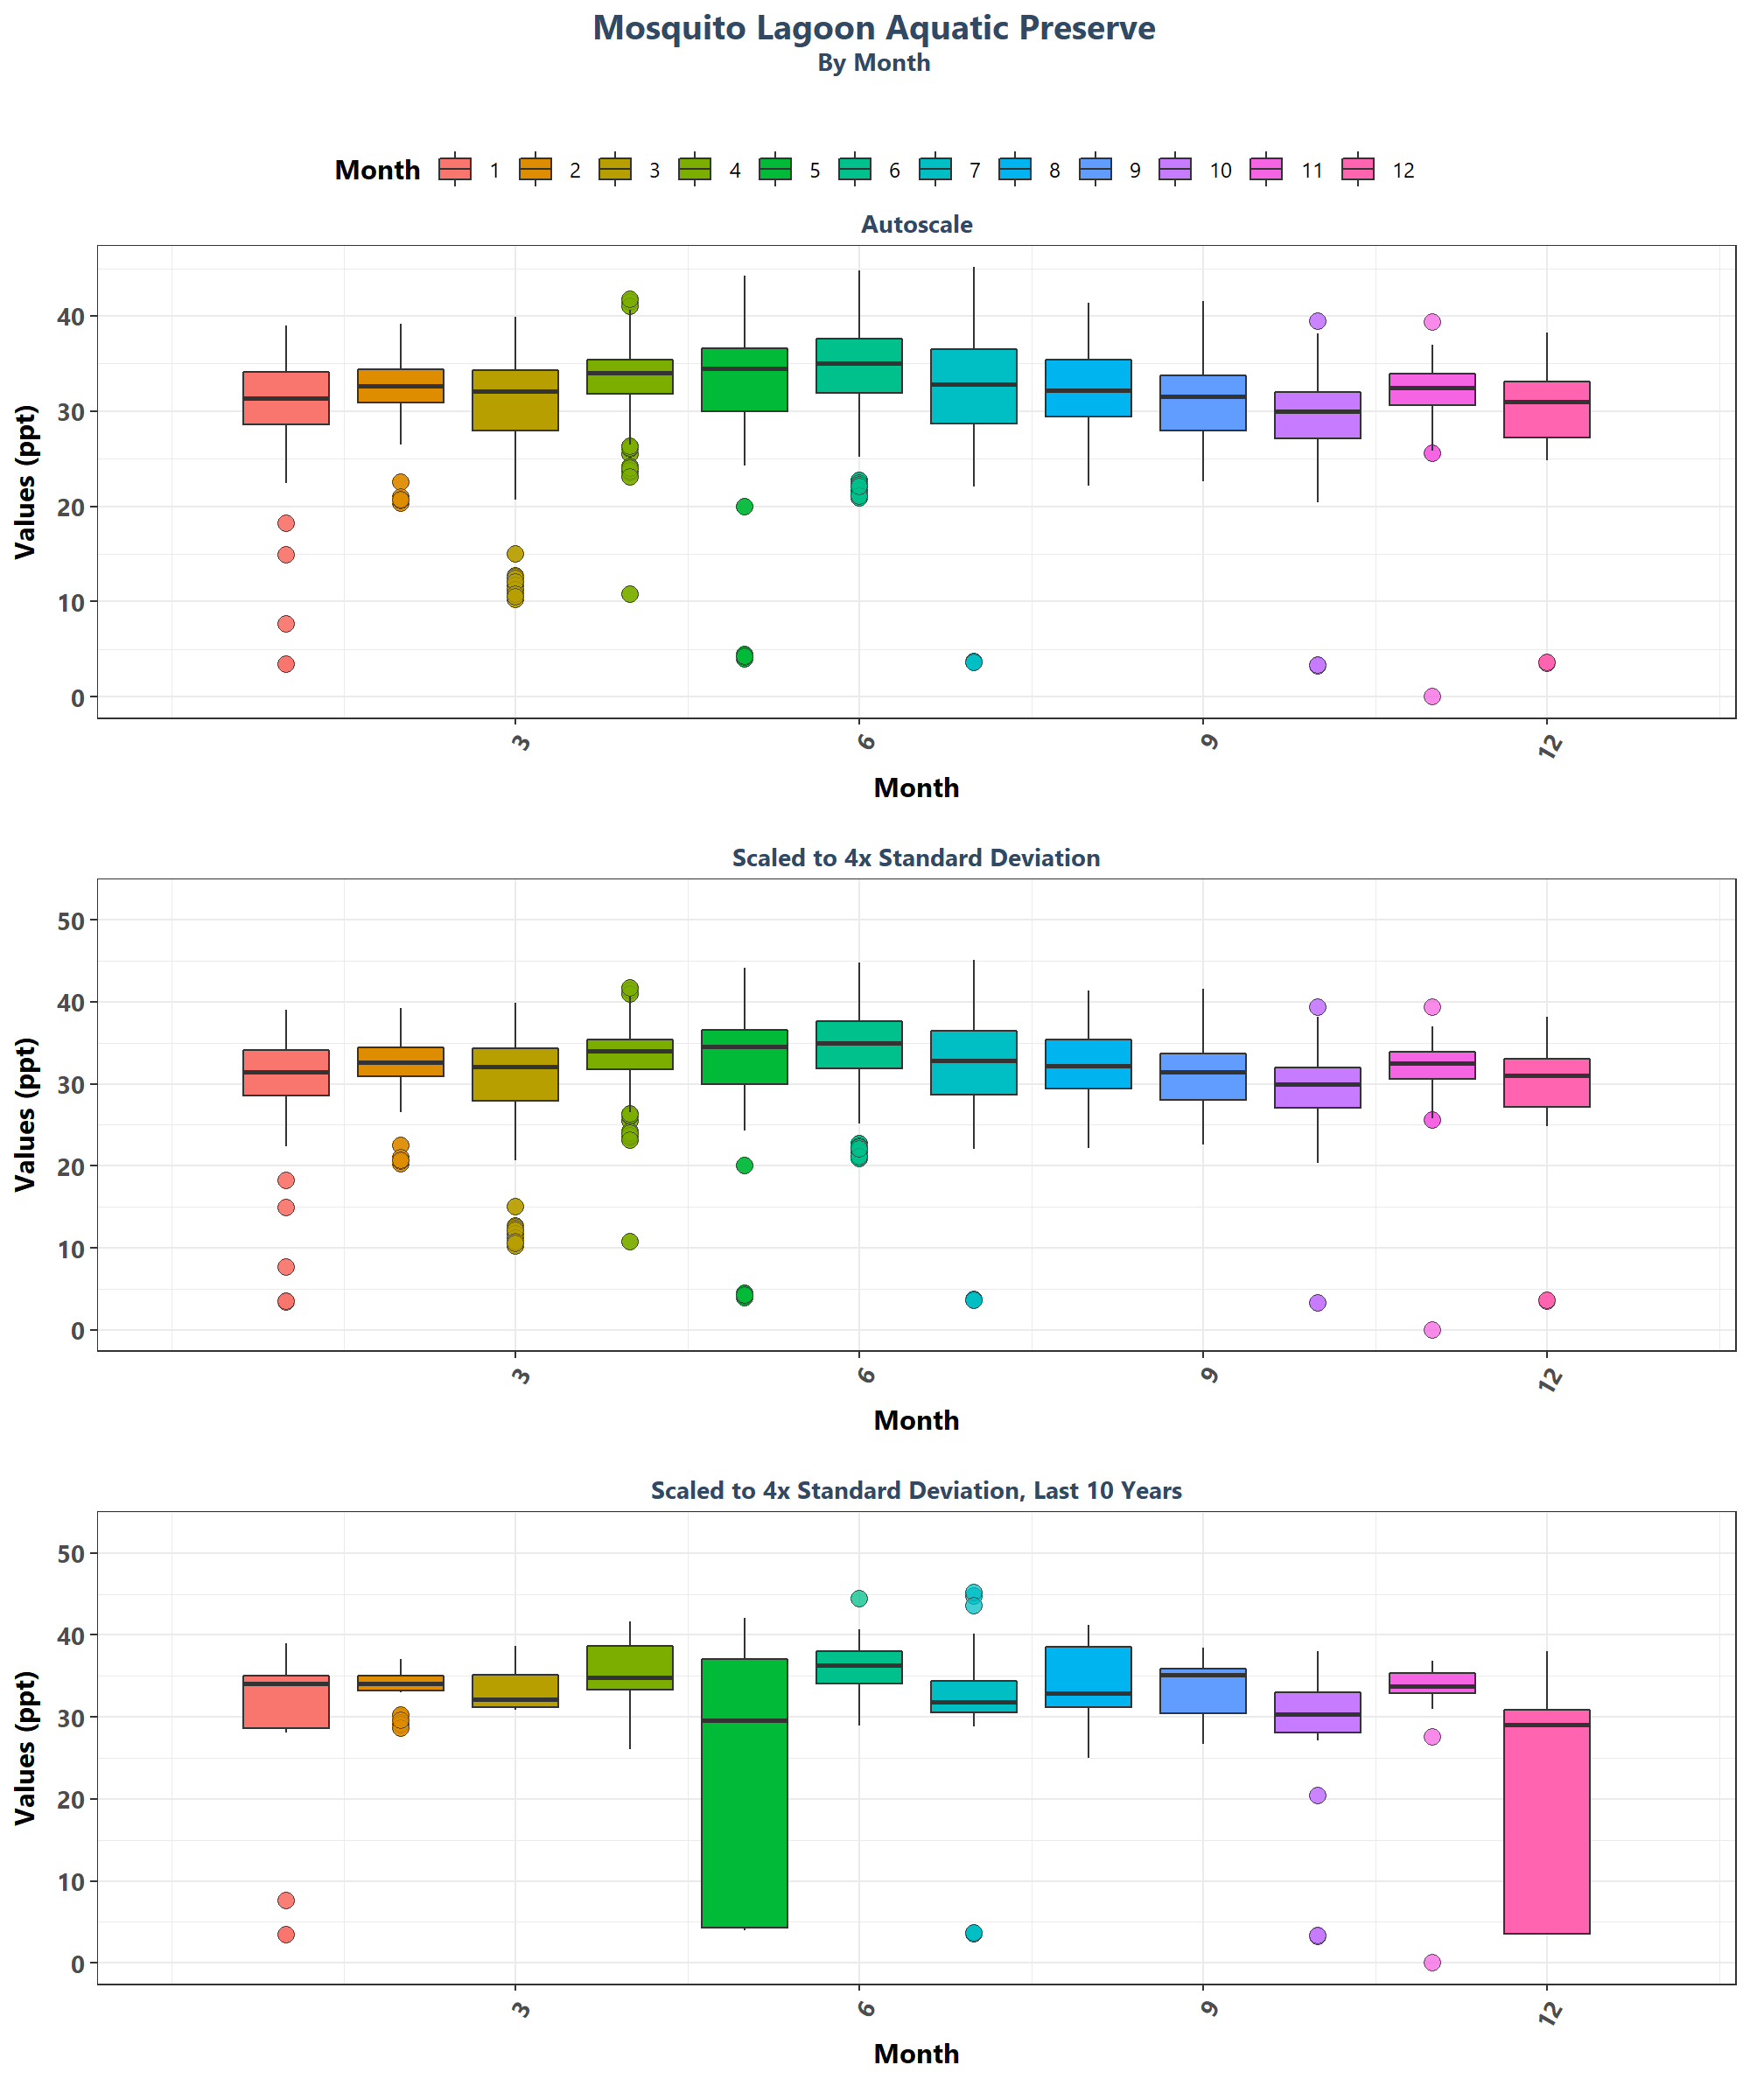 Mosquito Lagoon Aquatic Preserve
By Month
Month 1 2 3 4 5 6 7 8 9 10 11 12
Autoscale
Values (ppt)
40
30
20
10
0
3 6 9 12
Month
Scaled to 4x Standard Deviation
Values (ppt)
50
40
30
20
10
0
3 6 9 12
Month
Scaled to 4x Standard Deviation, Last 10 Years
Values (ppt)
50
40
30
20
10
0
3 6 9 12
Month